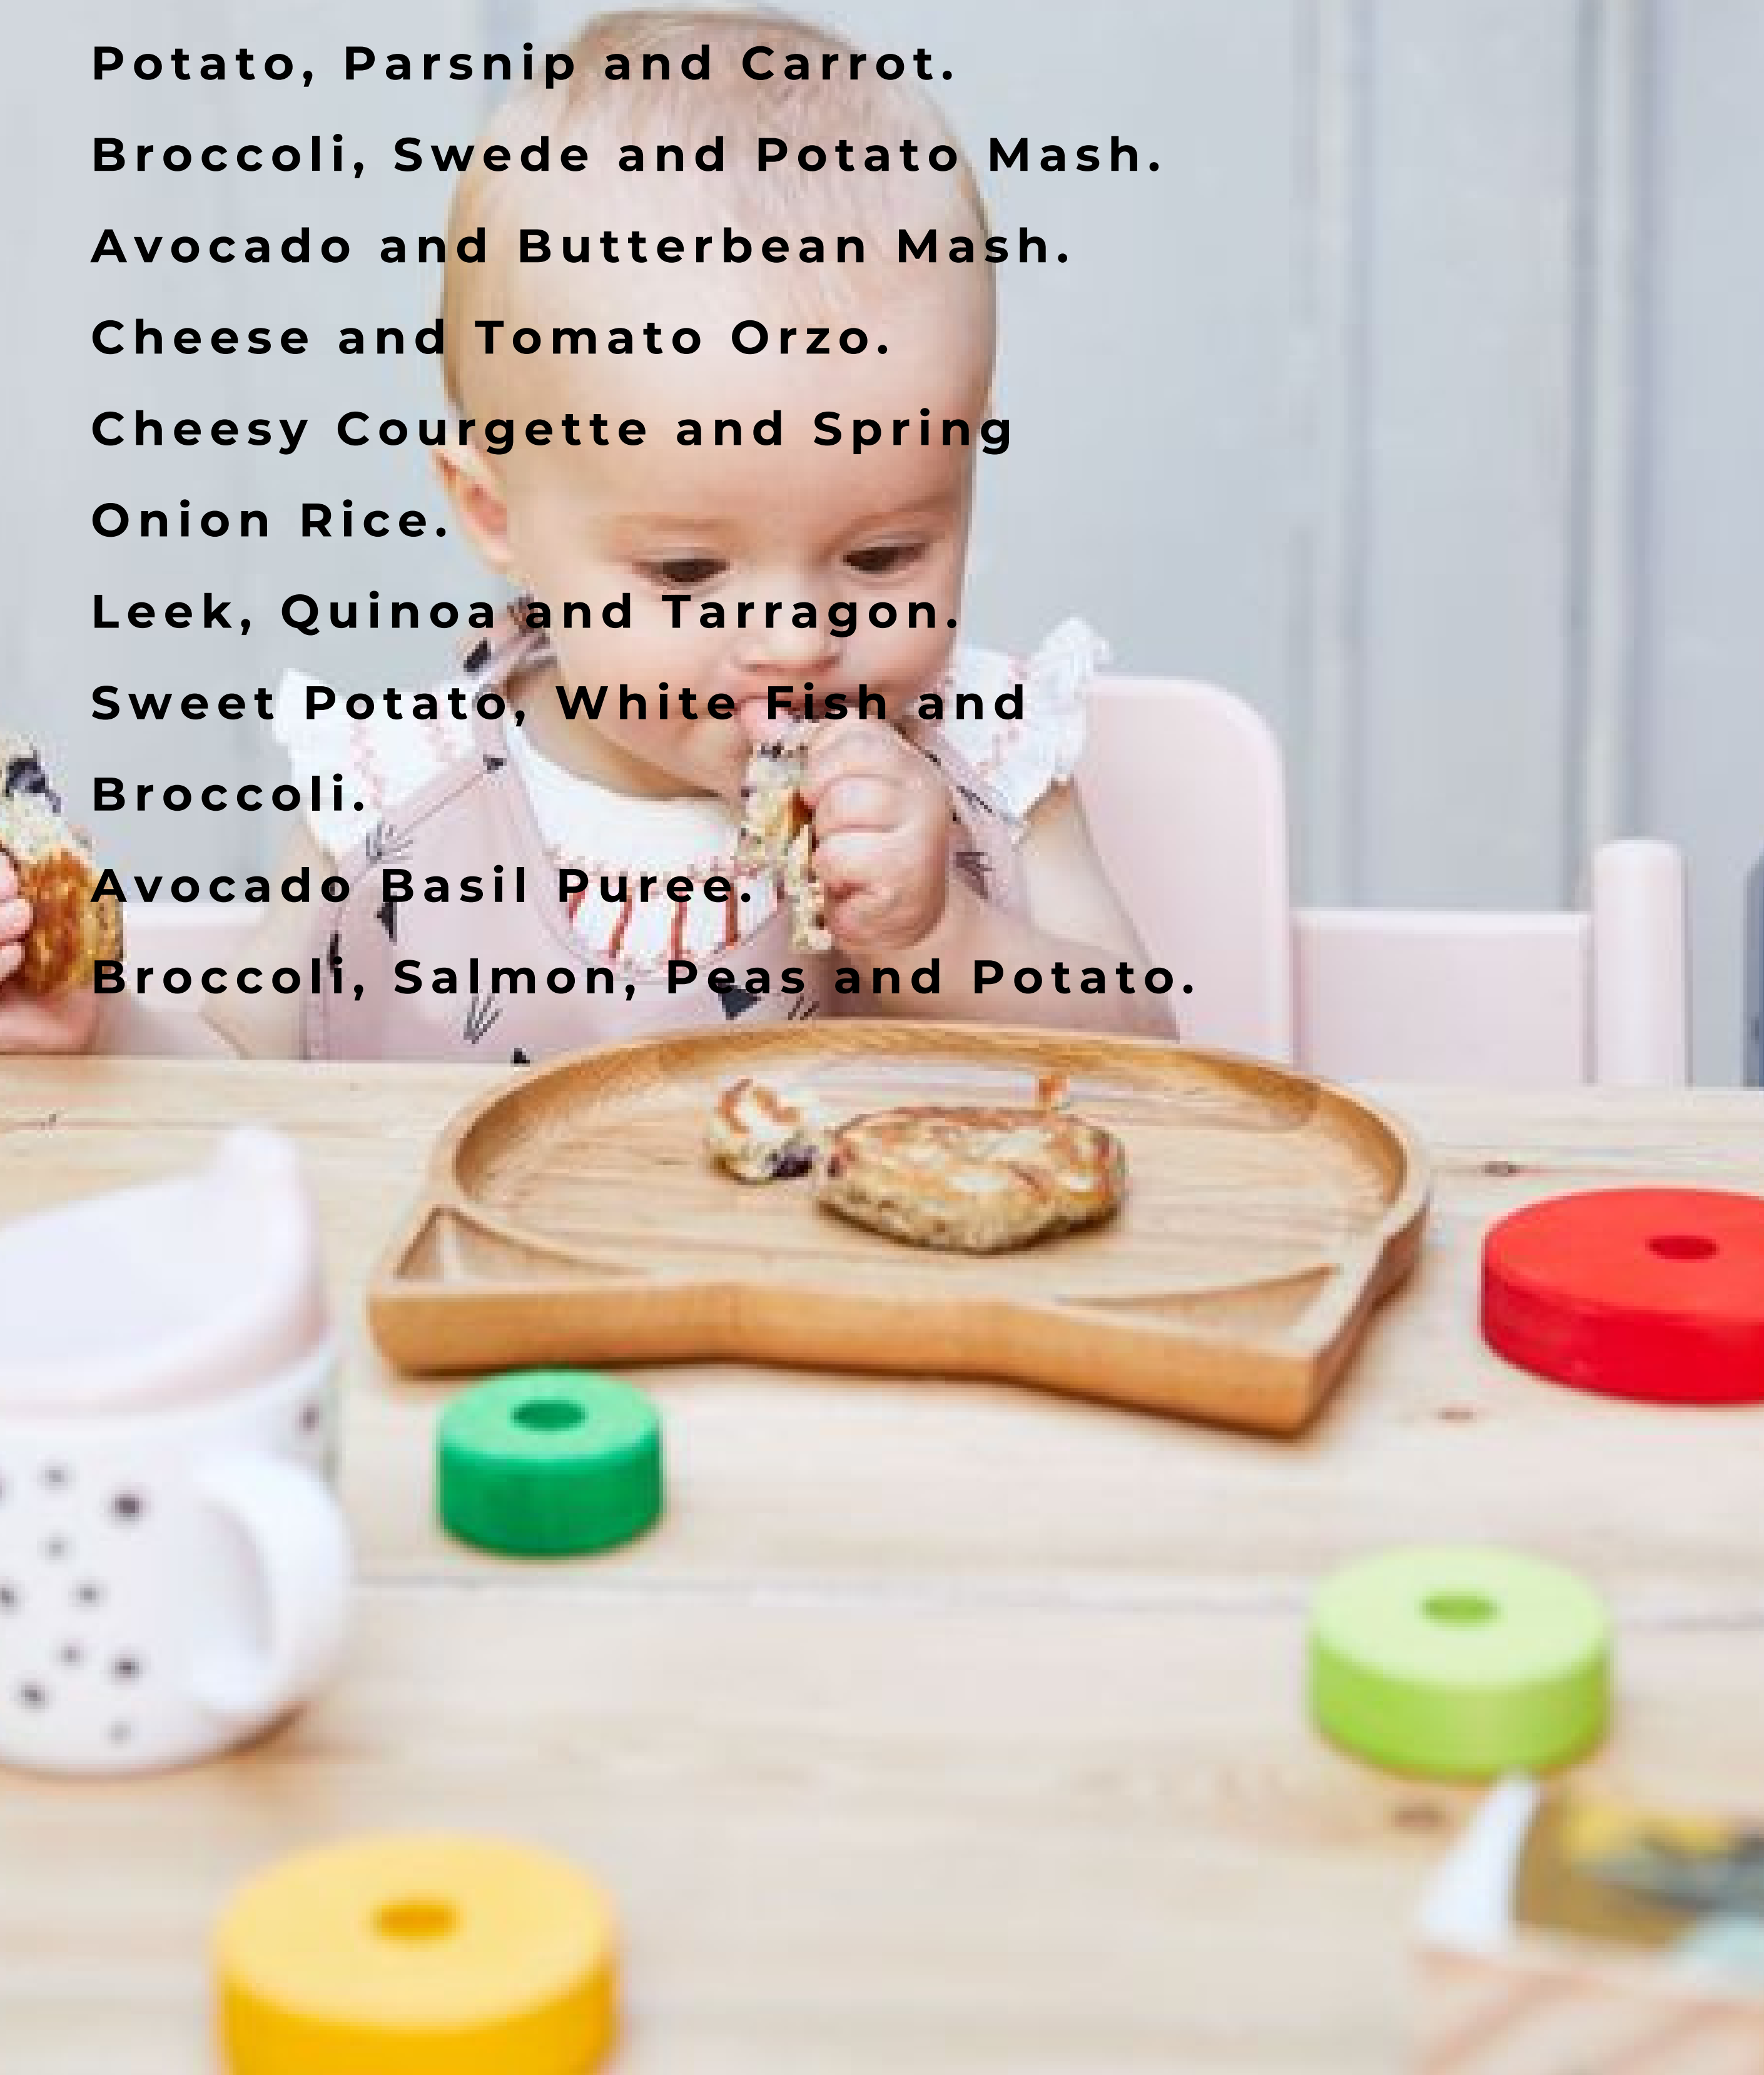 Potato, Parsnip and Carrot.
Broccoli, Swede and Potato Mash.
Avocado and Butterbean Mash.
Cheese and Tomato Orzo.
Cheesy Courgette and Spring
Onion Rice.
Leek, Quinoa and Tarragon.
Sweet Potato, White Fish and
Broccoli.
Avocado Basil Puree.
Broccoli, Salmon, Peas and Potato.